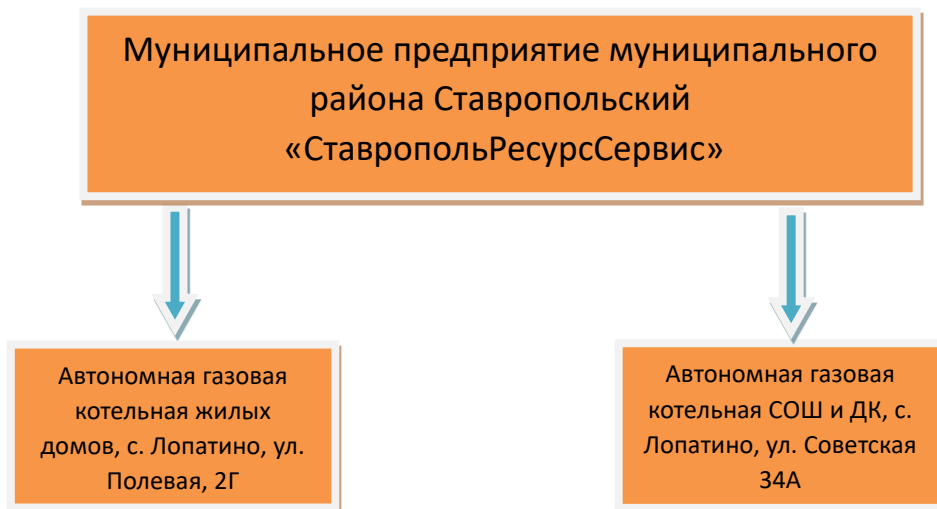 Муниципальное предприятие муниципального
района Ставропольский
«СтавропольРесурсСервис»
Автономная газовая
котельная жилых
домов, с. Лопатино, ул.
Полевая, 2Г
Автономная газовая
котельная СОШ и ДК, с.
Лопатино, ул. Советская
34А